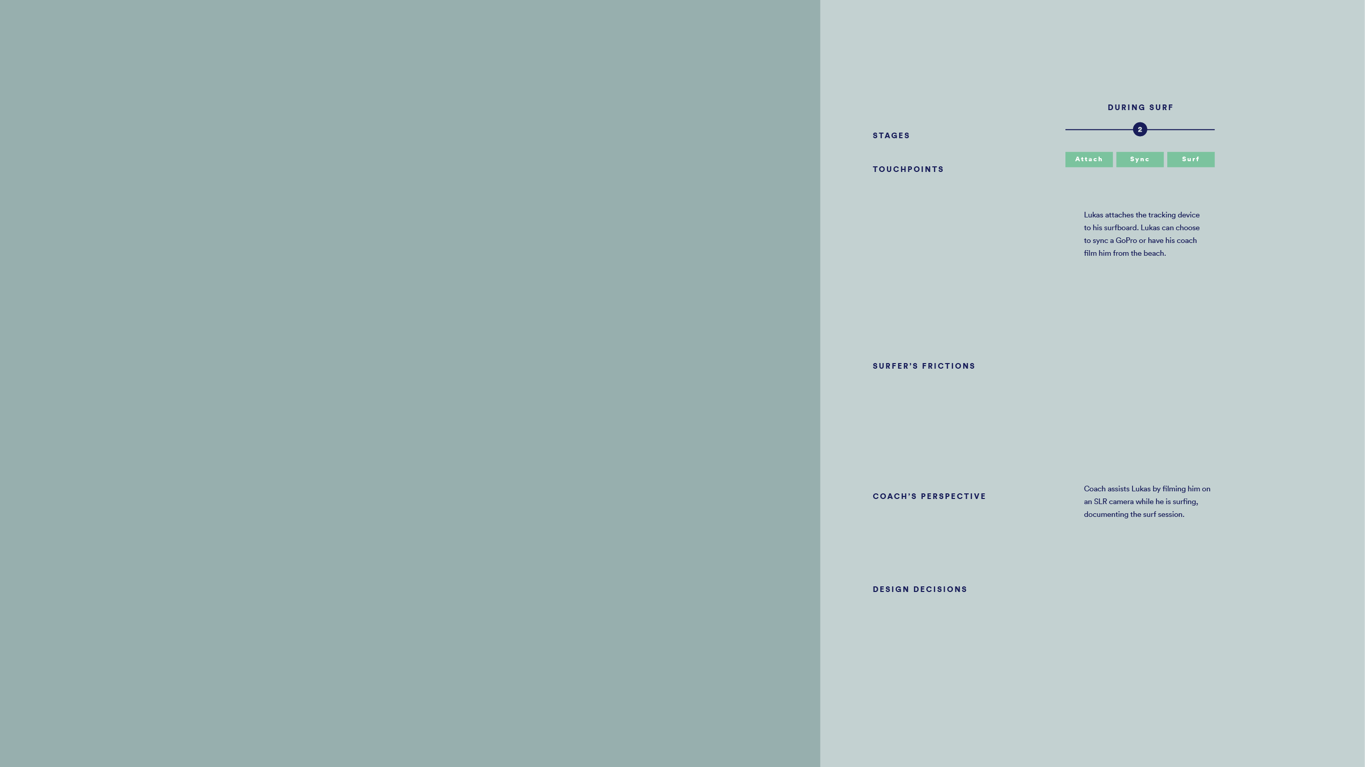 DURING SURF
2
STAGES
Attach Sync Surf
TOUCHPOINTS
Lukas attaches the tracking device
to his surfboard. Lukas can choose
to sync a GoPro or have his coach
film him from the beach.
SURFER'S FRICTIONS
COACH'S PERSPECTIVE
Coach assists Lukas by filming him on
an SLR camera while he is surfing,
documenting the surf session.
DESIGN DECISIONS